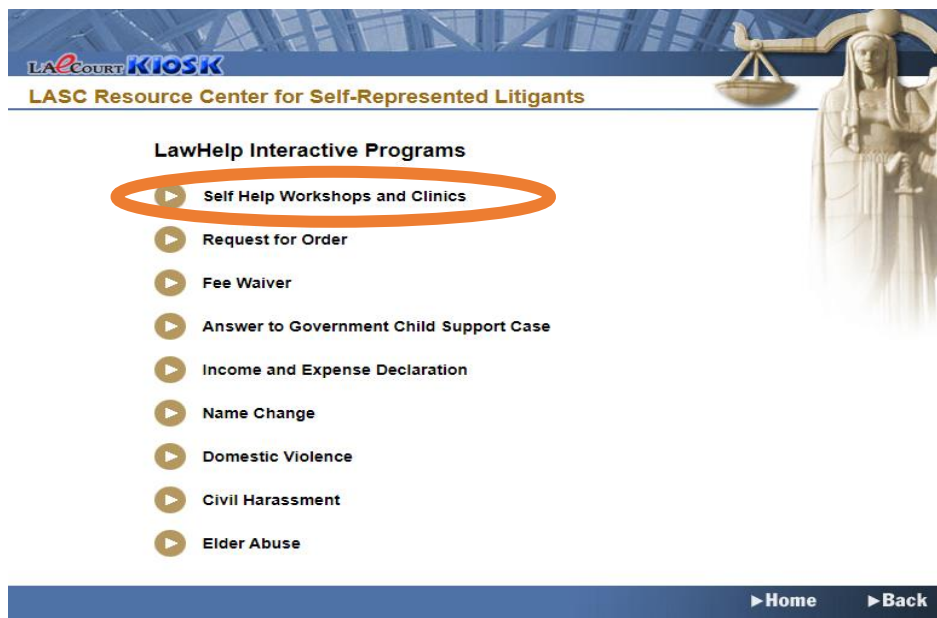 LACourt KIOSK
LASC Resource Center for Self-Represented Litigants
LawHelp Interactive Programs
Self Help Workshops and Clinics
Request for Order
Fee Waiver
Answer to Government Child Support Case
Income and Expense Declaration
Name Change
Domestic Violence
Civil Harassment
Elder Abuse
Home Back